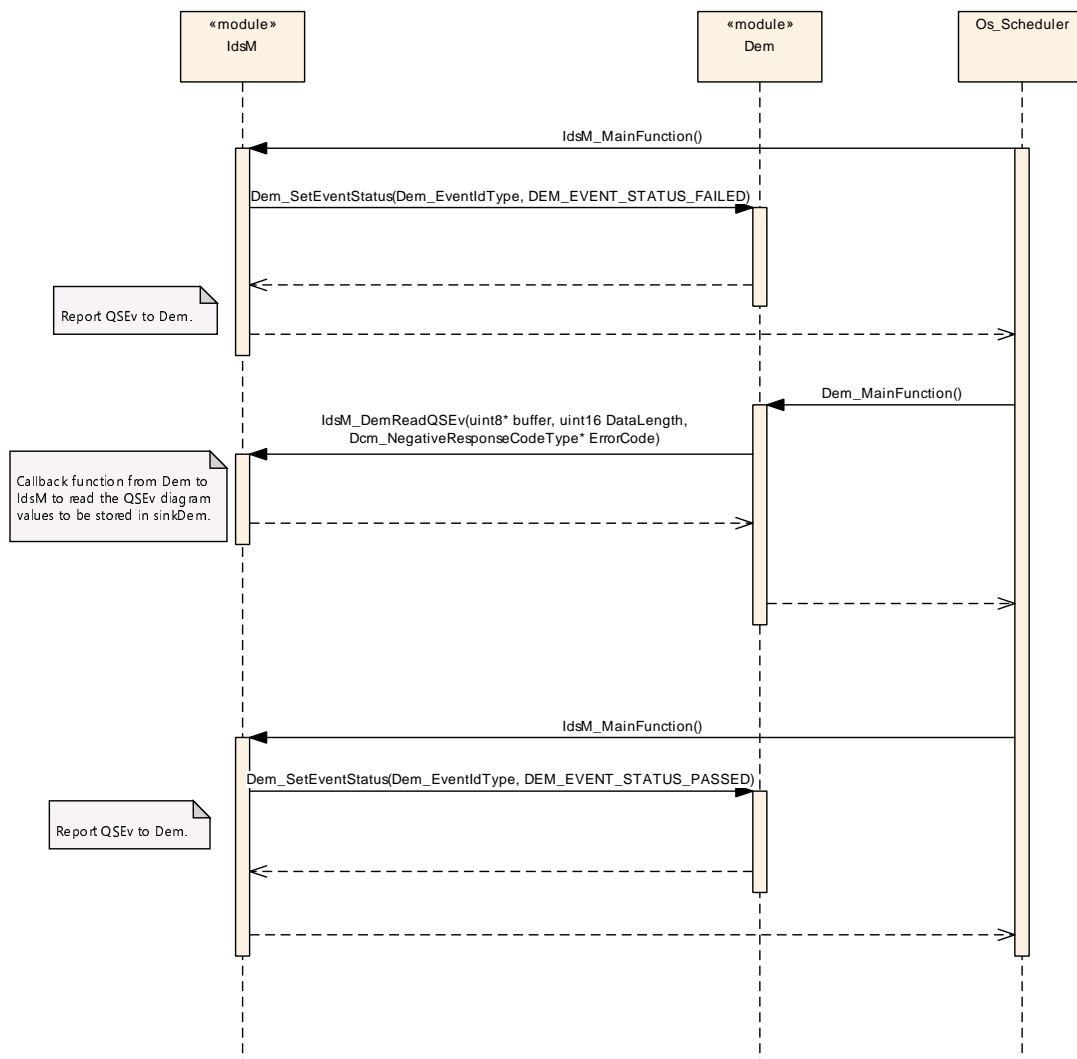 «module»
IdsM
«module»
Dem
Os_Scheduler
IdsM_MainFunction()
Dem_SetEventStatus(Dem_EventIdType, DEM_EVENT_STATUS_FAILED)
Report QSEv to Dem.
Dem_MainFunction()
IdsM_DemReadQSEv(uint8* buffer, uint16 DataLength,
Dcm_NegativeResponseCodeType* ErrorCode)
Callback function from Dem to
IdsM to read the QSEv diagram
values to be stored in sinkDem.
IdsM_MainFunction()
Dem_SetEventStatus(Dem_EventIdType, DEM_EVENT_STATUS_PASSED)
Report QSEv to Dem.